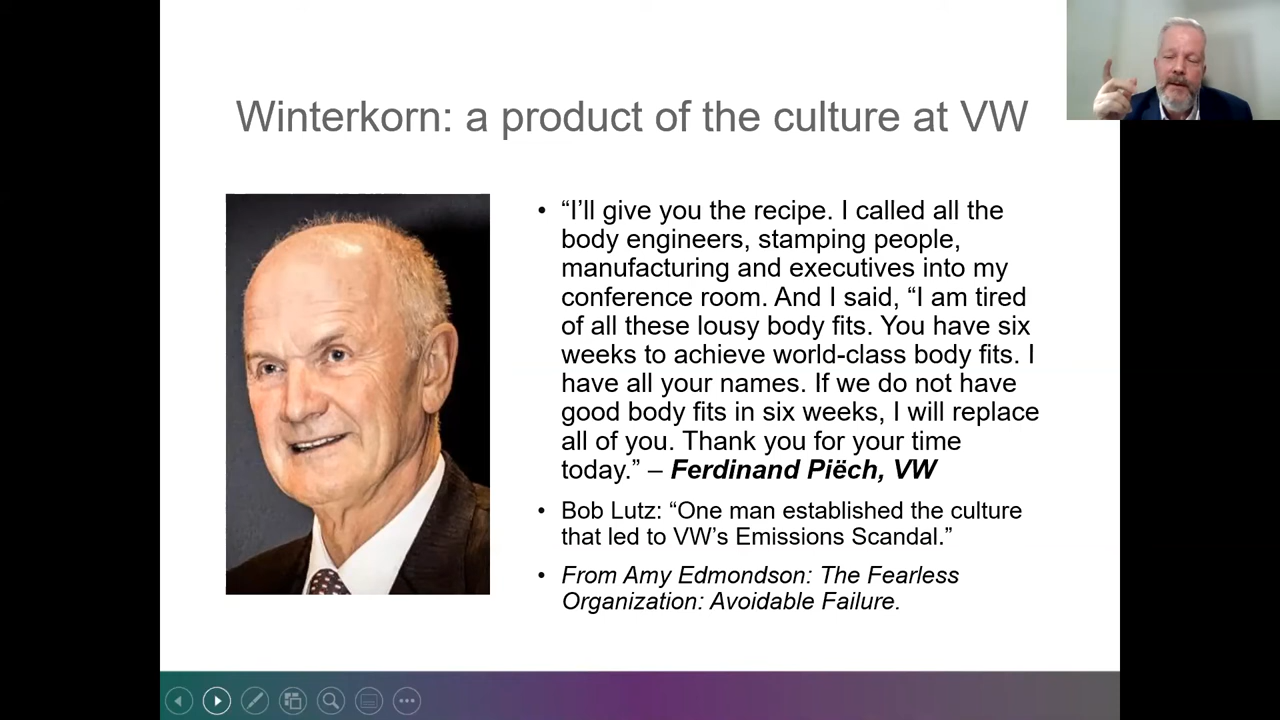 Winterkorn: a product of the culture at VW
• “I’ll give you the recipe. I called all the
body engineers, stamping people,
manufacturing and executives into my
conference room. And I said, “I am tired
of all these lousy body fits. You have six
weeks to achieve world-class body fits. I
have all your names. If we do not have
good body fits in six weeks, I will replace
all of you. Thank you for your time
today.” – Ferdinand Piëch, VW
• Bob Lutz: “One man established the culture
that led to VW’s Emissions Scandal.”
• From Amy Edmondson: The Fearless
Organization: Avoidable Failure.